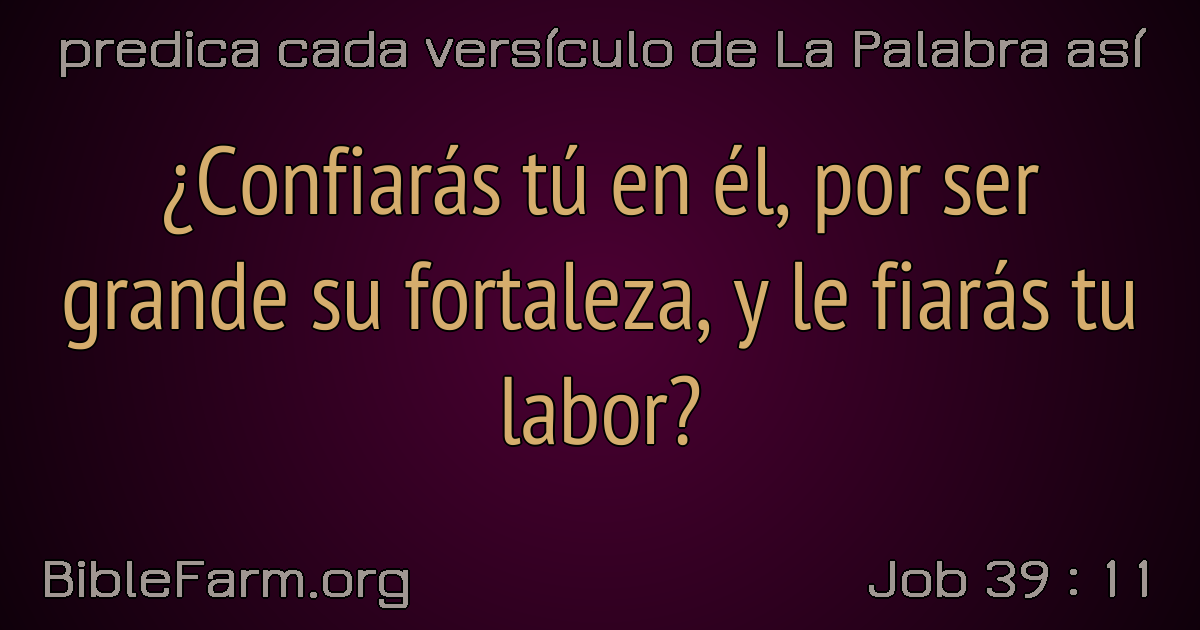 predica cada versículo de La Palabra así
¿Confiarás tú en él, por ser
grande su fortaleza, y le fiarás tu
labor?
BibleFarm.org
Job 39 : 11